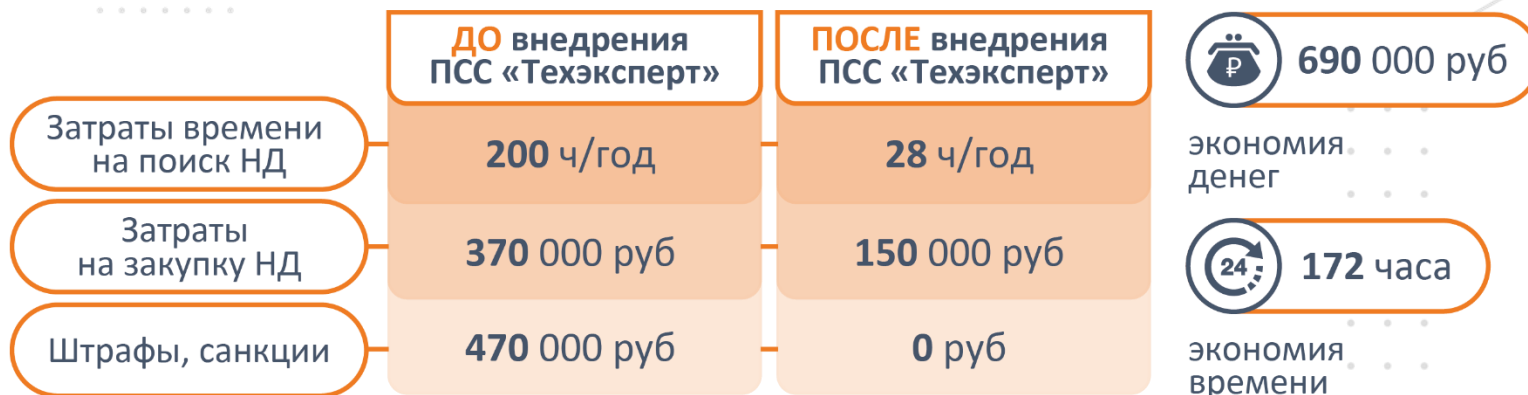 ДО внедрения
ПСС «Техэксперт»
ПОСЛЕ внедрения
ПСС «Техэксперт»
Затраты времени
на поиск НД
200 ч/год
28 ч/год
Затраты
на закупку НД
370 000 руб
150 000 руб
Штрафы, санкции
470 000 руб
0 руб
₽
690 000 руб
экономия
денег
24
172 часа
экономия
времени